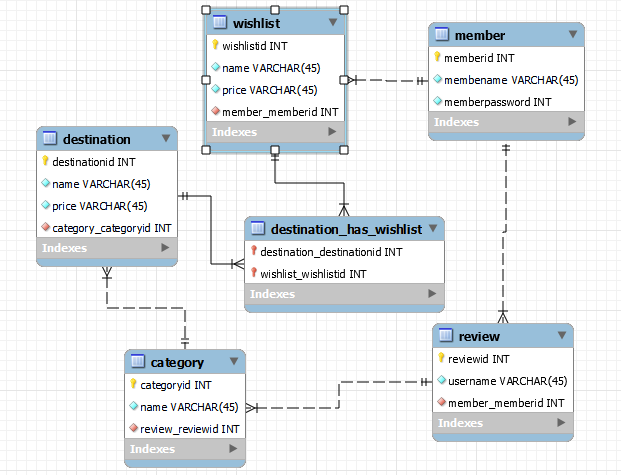 wishlist
wishlistid INT
name VARCHAR(45)
price VARCHAR(45)
member_memberid INT
Indexes
member
memberid INT
membename VARCHAR(45)
memberpassword INT
Indexes
destination
destinationid INT
name VARCHAR(45)
price VARCHAR(45)
category_categoryid INT
Indexes
destination_has_wishlist
destination_destinationid INT
wishlist_wishlistid INT
Indexes
category
categoryid INT
name VARCHAR(45)
review_reviewid INT
Indexes
review
reviewid INT
username VARCHAR(45)
member_memberid INT
Indexes